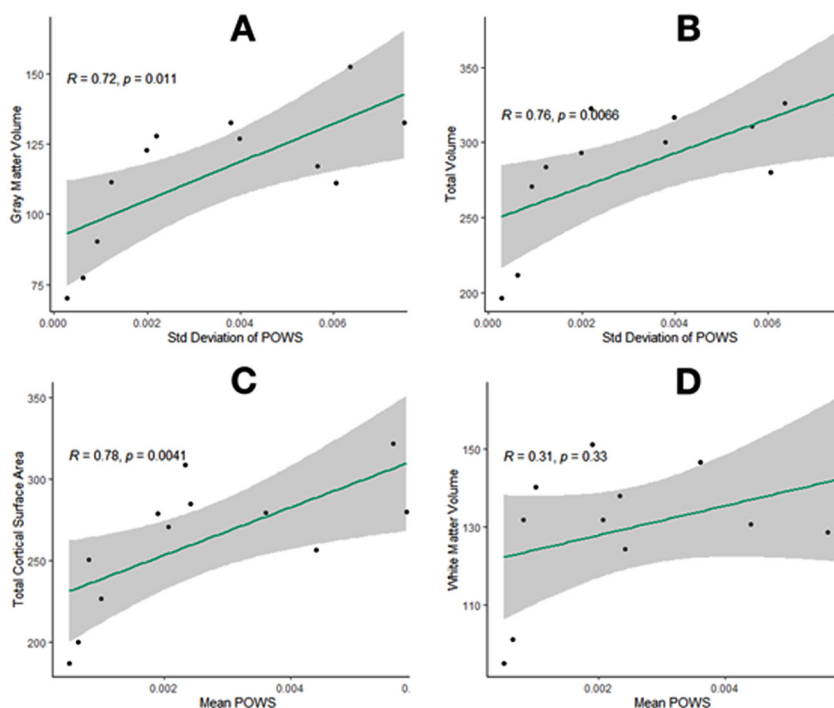 A
R = 0.72, p = 0.011
Gray Matter Volume
150
125
100
75
0.000 0.002 0.004 0.006
Std Deviation of POWS
B
R = 0.76, p = 0.0066
Total Volume
350
300
250
200
0.000 0.002 0.004 0.006
Std Deviation of POWS
C
R = 0.78, p = 0.0041
Total Cortical Surface Area
350
300
250
200
0.002 0.004 0.
Mean POWS
D
R = 0.31, p = 0.33
White Matter Volume
150
130
110
0.002 0.004
Mean POWS